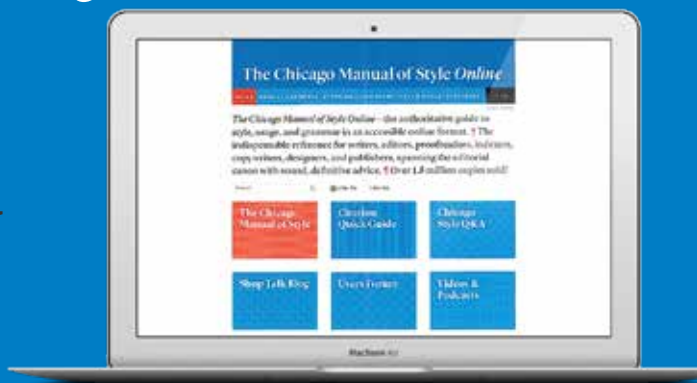 The Chicago Manual of Style Online
The Chicago Manual of Style Online – the authoritative guide to
style, usage, and grammar in an accessible online format. ¶ The
indispensable reference for writers, editors, proofreaders, indexers,
copywriters, designers, and publishers, spanning the editorial
canon with sound, definitive advice. ¶ Over 1.5 million copies sold!
The Chicago
Manual of Style
Citation
Quick Guide
Chicago
Style Q&A
Shop Talk Blog
Users Forum
Videos &
Podcasts
MacBook Air